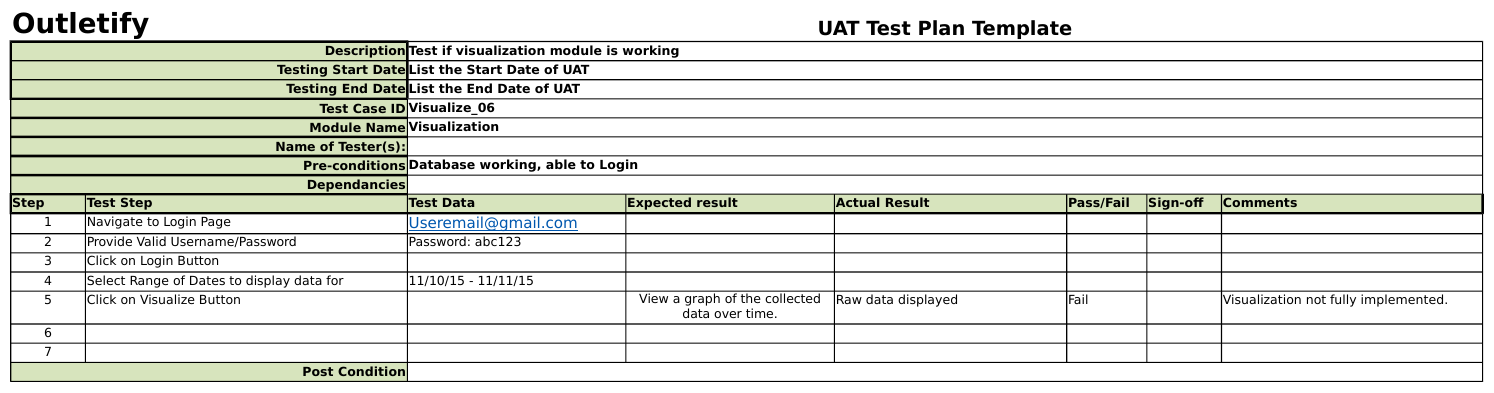 Outletify
UAT Test Plan Template
Description Test if visualization module is working
Testing Start Date List the Start Date of UAT
Testing End Date List the End Date of UAT
Test Case ID Visualize_06
Module Name Visualization
Name of Tester(s):
Pre-conditions Database working, able to Login
Dependancies
Step Test Step Test Data Expected result Actual Result Pass/Fail Sign-off Comments
1 Navigate to Login Page Useremail@gmail.com
2 Provide Valid Username/Password Password: abc123
3 Click on Login Button
4 Select Range of Dates to display data for 11/10/15 - 11/11/15
5 Click on Visualize Button View a graph of the collected Raw data displayed Fail Visualization not fully implemented.
data over time.
6
7
Post Condition